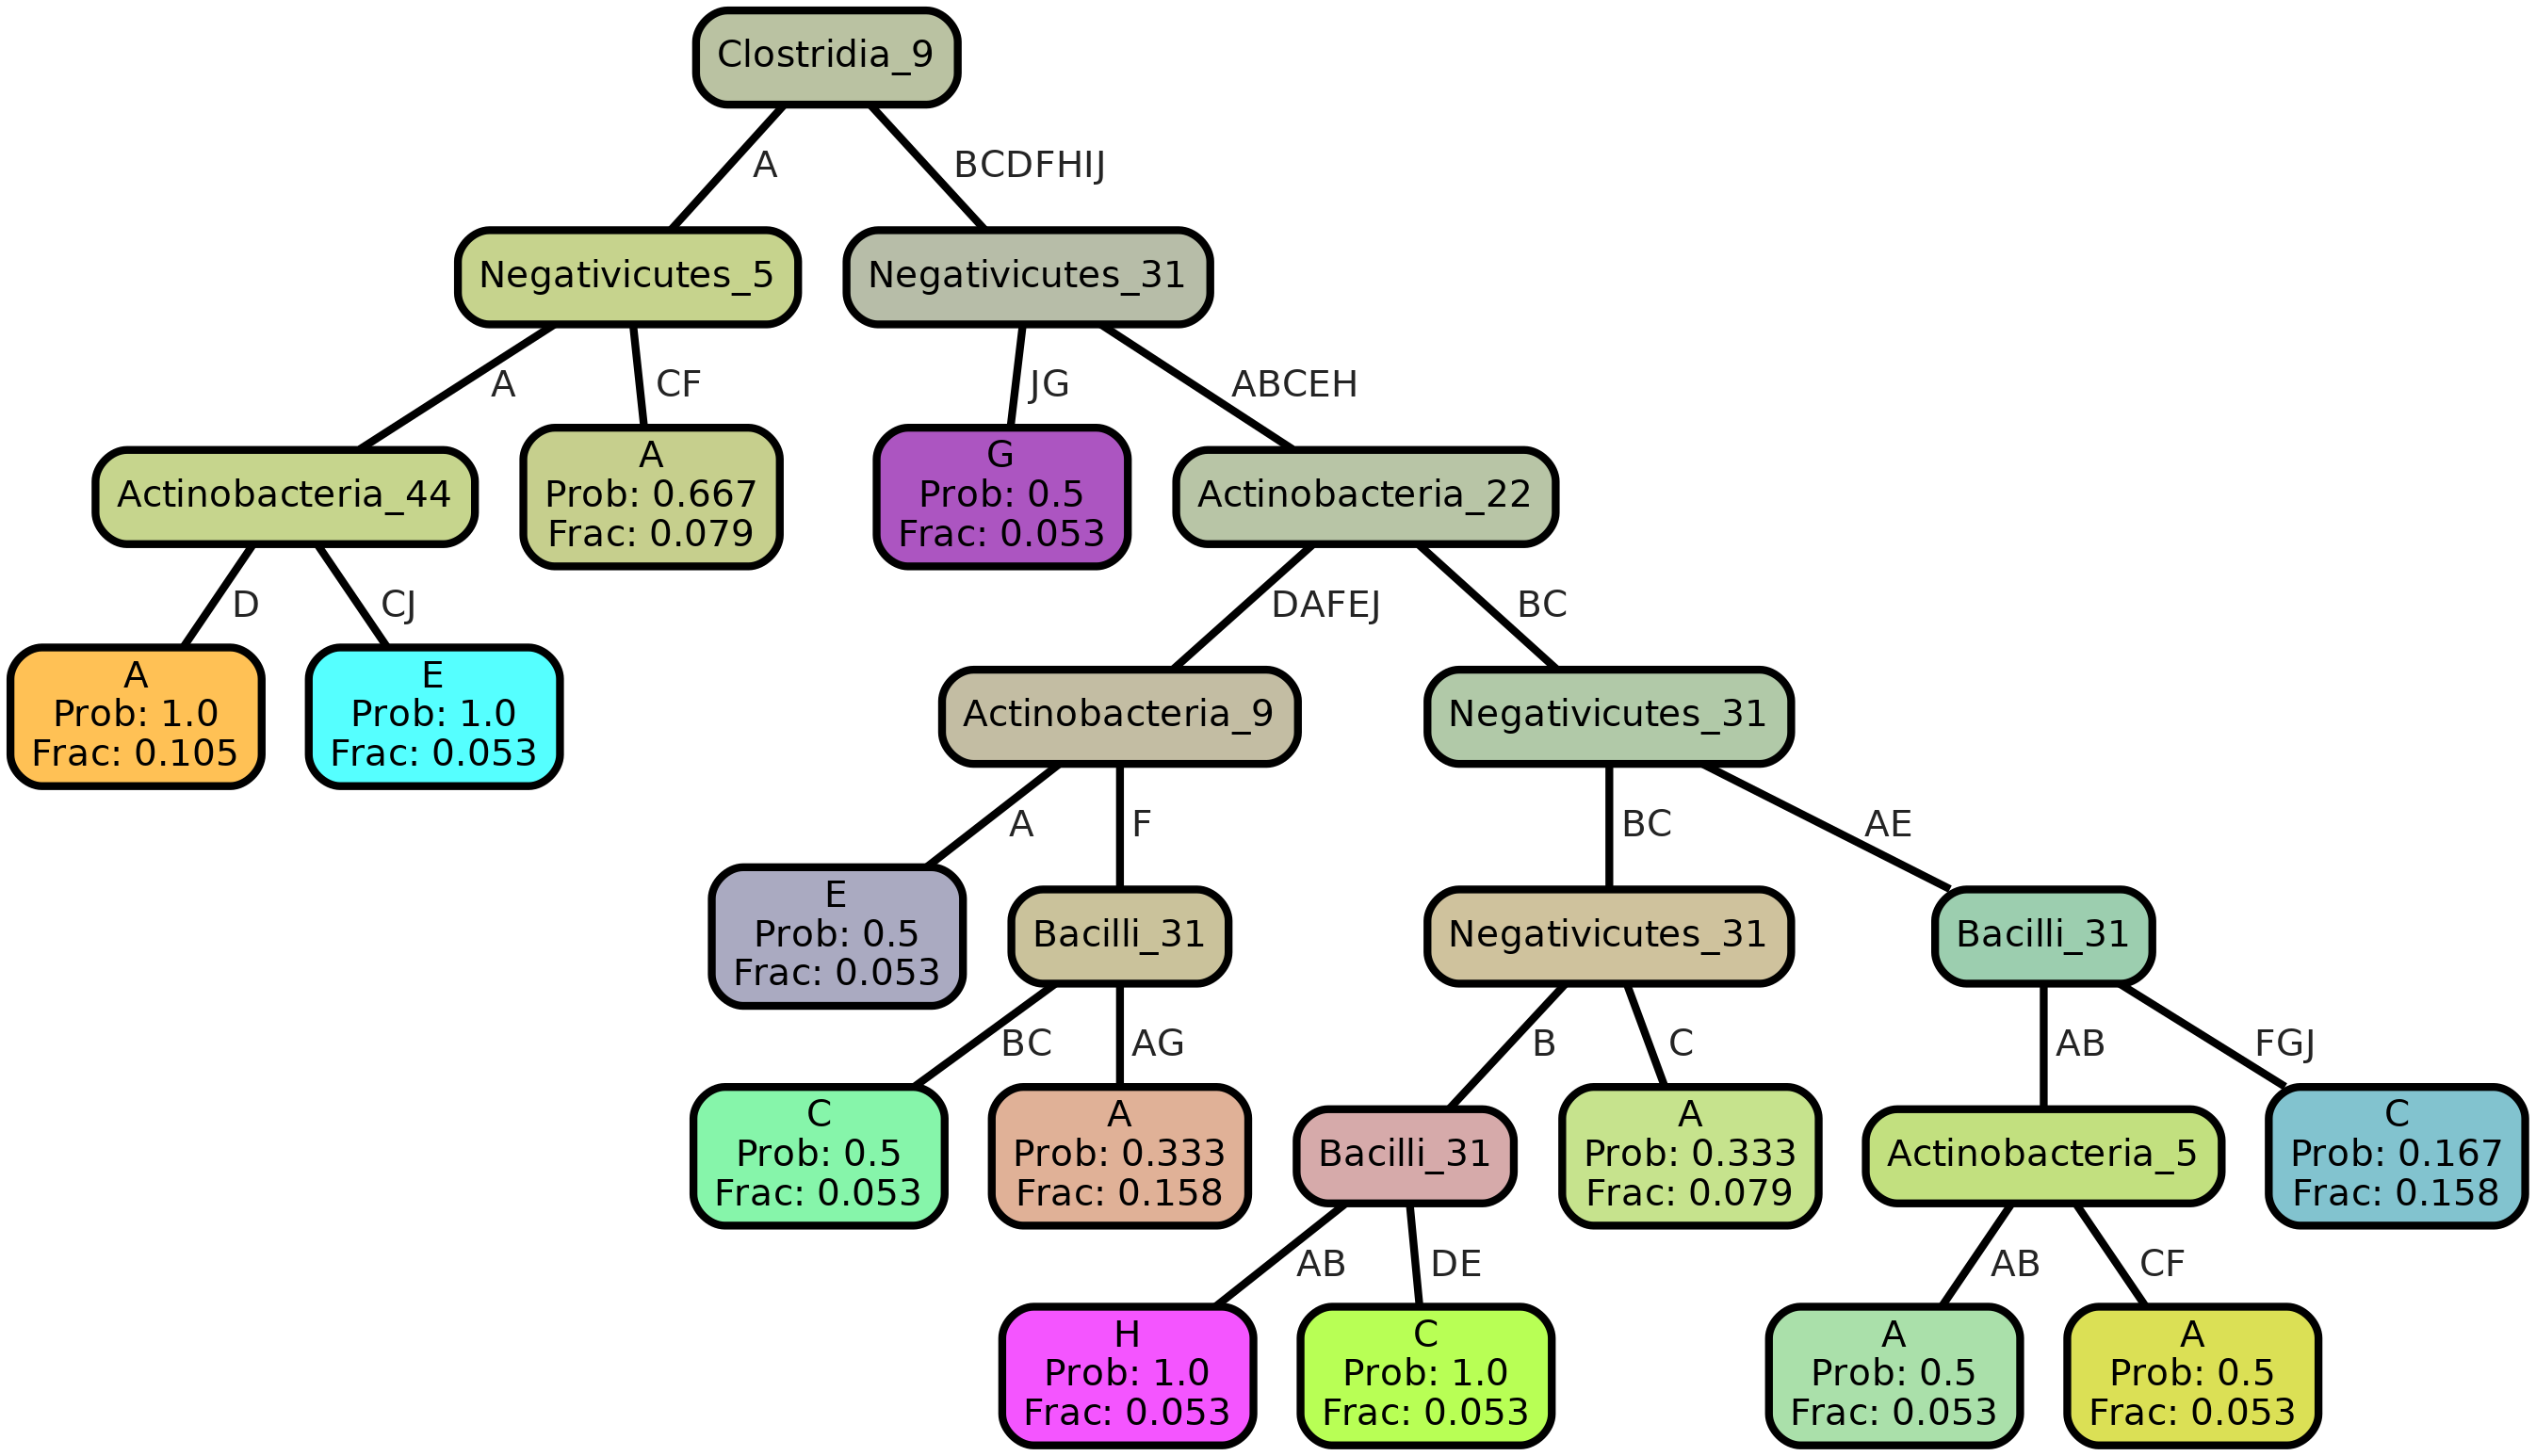 Clostridia_9
A
BCDFHIJ
Negativicutes_5
Negativicutes_31
A
CF
JG
ABCEH
Actinobacteria_44
A
Prob: 0.667
Frac: 0.079
G
Prob: 0.5
Frac: 0.053
Actinobacteria_22
D
CJ
DAFEJ
BC
A
Prob: 1.0
Frac: 0.105
E
Prob: 1.0
Frac: 0.053
Actinobacteria_9
Negativicutes_31
A
F
BC
AE
E
Prob: 0.5
Frac: 0.053
Bacilli_31
Negativicutes_31
Bacilli_31
BC
AG
B
C
AB
FGJ
C
Prob: 0.5
Frac: 0.053
A
Prob: 0.333
Frac: 0.158
Bacilli_31
A
Prob: 0.333
Frac: 0.079
Actinobacteria_5
C
Prob: 0.167
Frac: 0.158
AB
DE
AB
CF
H
Prob: 1.0
Frac: 0.053
C
Prob: 1.0
Frac: 0.053
A
Prob: 0.5
Frac: 0.053
A
Prob: 0.5
Frac: 0.053